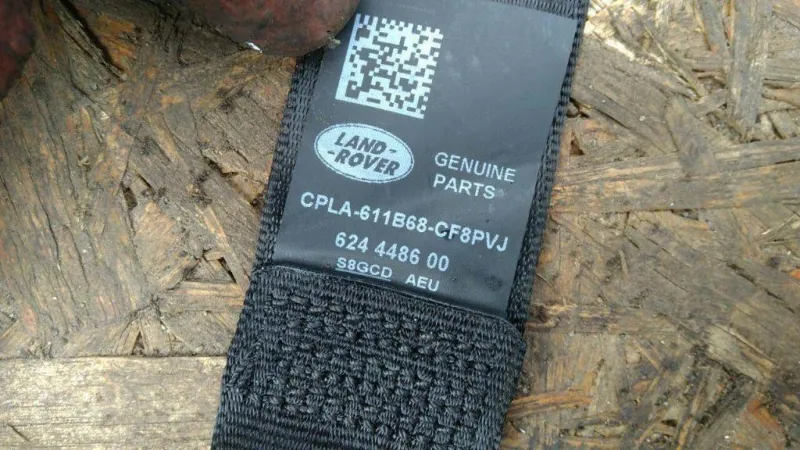 LAND-
-ROVER
GENUINE
PARTS
CPLA-611B68-CF8PVJ
624 4486 00
S8GCD AEU